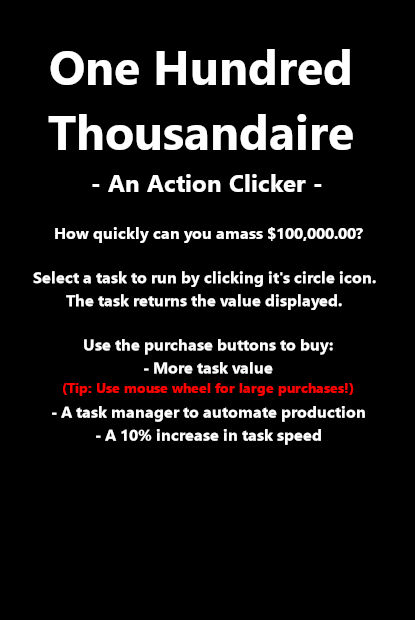 One Hundred
Thousandaire
- An Action Clicker -
How quickly can you amass $100,000.00?
Select a task to run by clicking it's circle icon.
The task returns the value displayed.
Use the purchase buttons to buy:
- More task value
(Tip: Use mouse wheel for large purchases!)
- A task manager to automate production
- A 10% increase in task speed